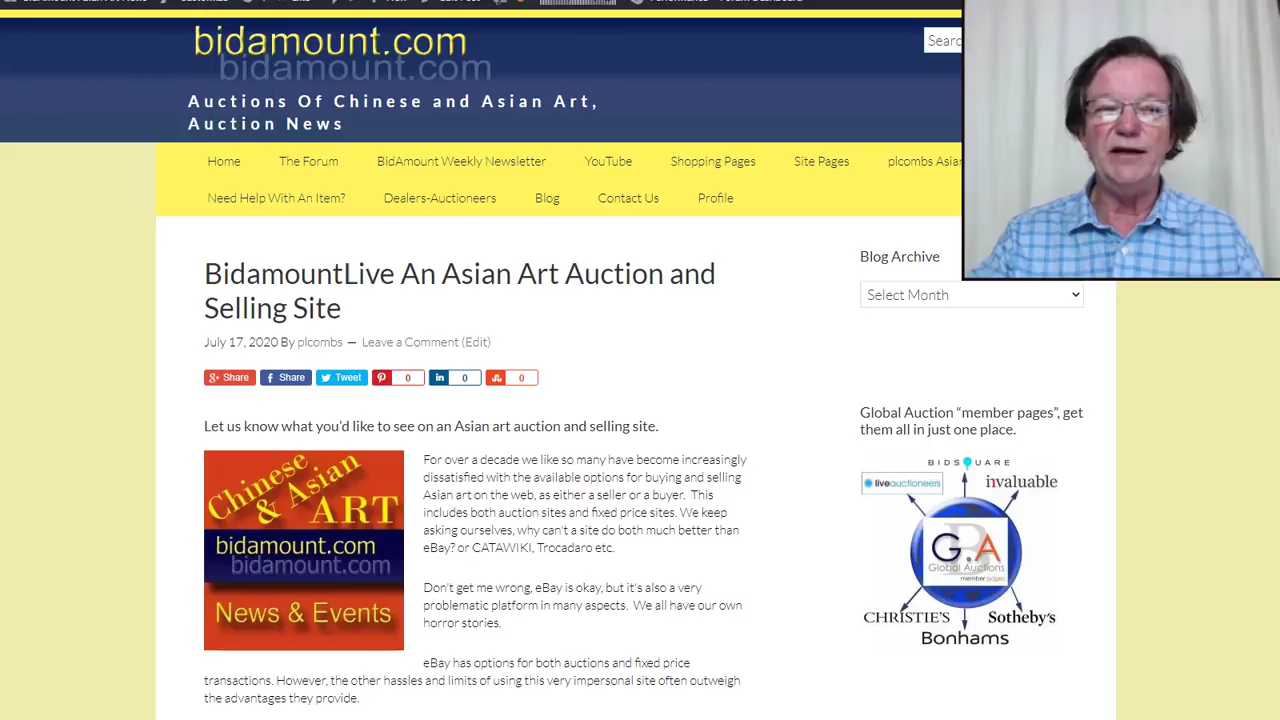 bidamount.com
bidamount.com
Auctions Of Chinese and Asian Art,
Auction News
Home The Forum BidAmount Weekly Newsletter YouTube Shopping Pages Site Pages plcombs Asian
Need Help With An Item? Dealers-Auctioneers Blog Contact Us Profile
BidamountLive An Asian Art Auction and
Selling Site
July 17, 2020 By plcombs — Leave a Comment (Edit)
Share Share Tweet 0 0 0
Let us know what you'd like to see on an Asian art auction and selling site.
Chinese
& Asian
ART
bidamount.com
bidamount.com
News & Events
For over a decade we like so many have become increasingly
dissatisfied with the available options for buying and selling
Asian art on the web, as either a seller or a buyer. This
includes both auction sites and fixed price sites. We keep
asking ourselves, why can't a site do both much better than
eBay? or CATAWIKI, Trocadaro etc.
Don't get me wrong, eBay is okay, but it's also a very
problematic platform in many aspects. We all have our own
horror stories.
eBay has options for both auctions and fixed price
transactions. However, the other hassles and limits of using this very impersonal site often outweigh
the advantages they provide.
Searc
Blog Archive
Select Month
Global Auction “member pages”, get
them all in just one place.
BIDSQUARE
liveauctioneers
invaluable
G A
Global Auctions
member pages
CHRISTIE'S
Sotheby's
Bonhams